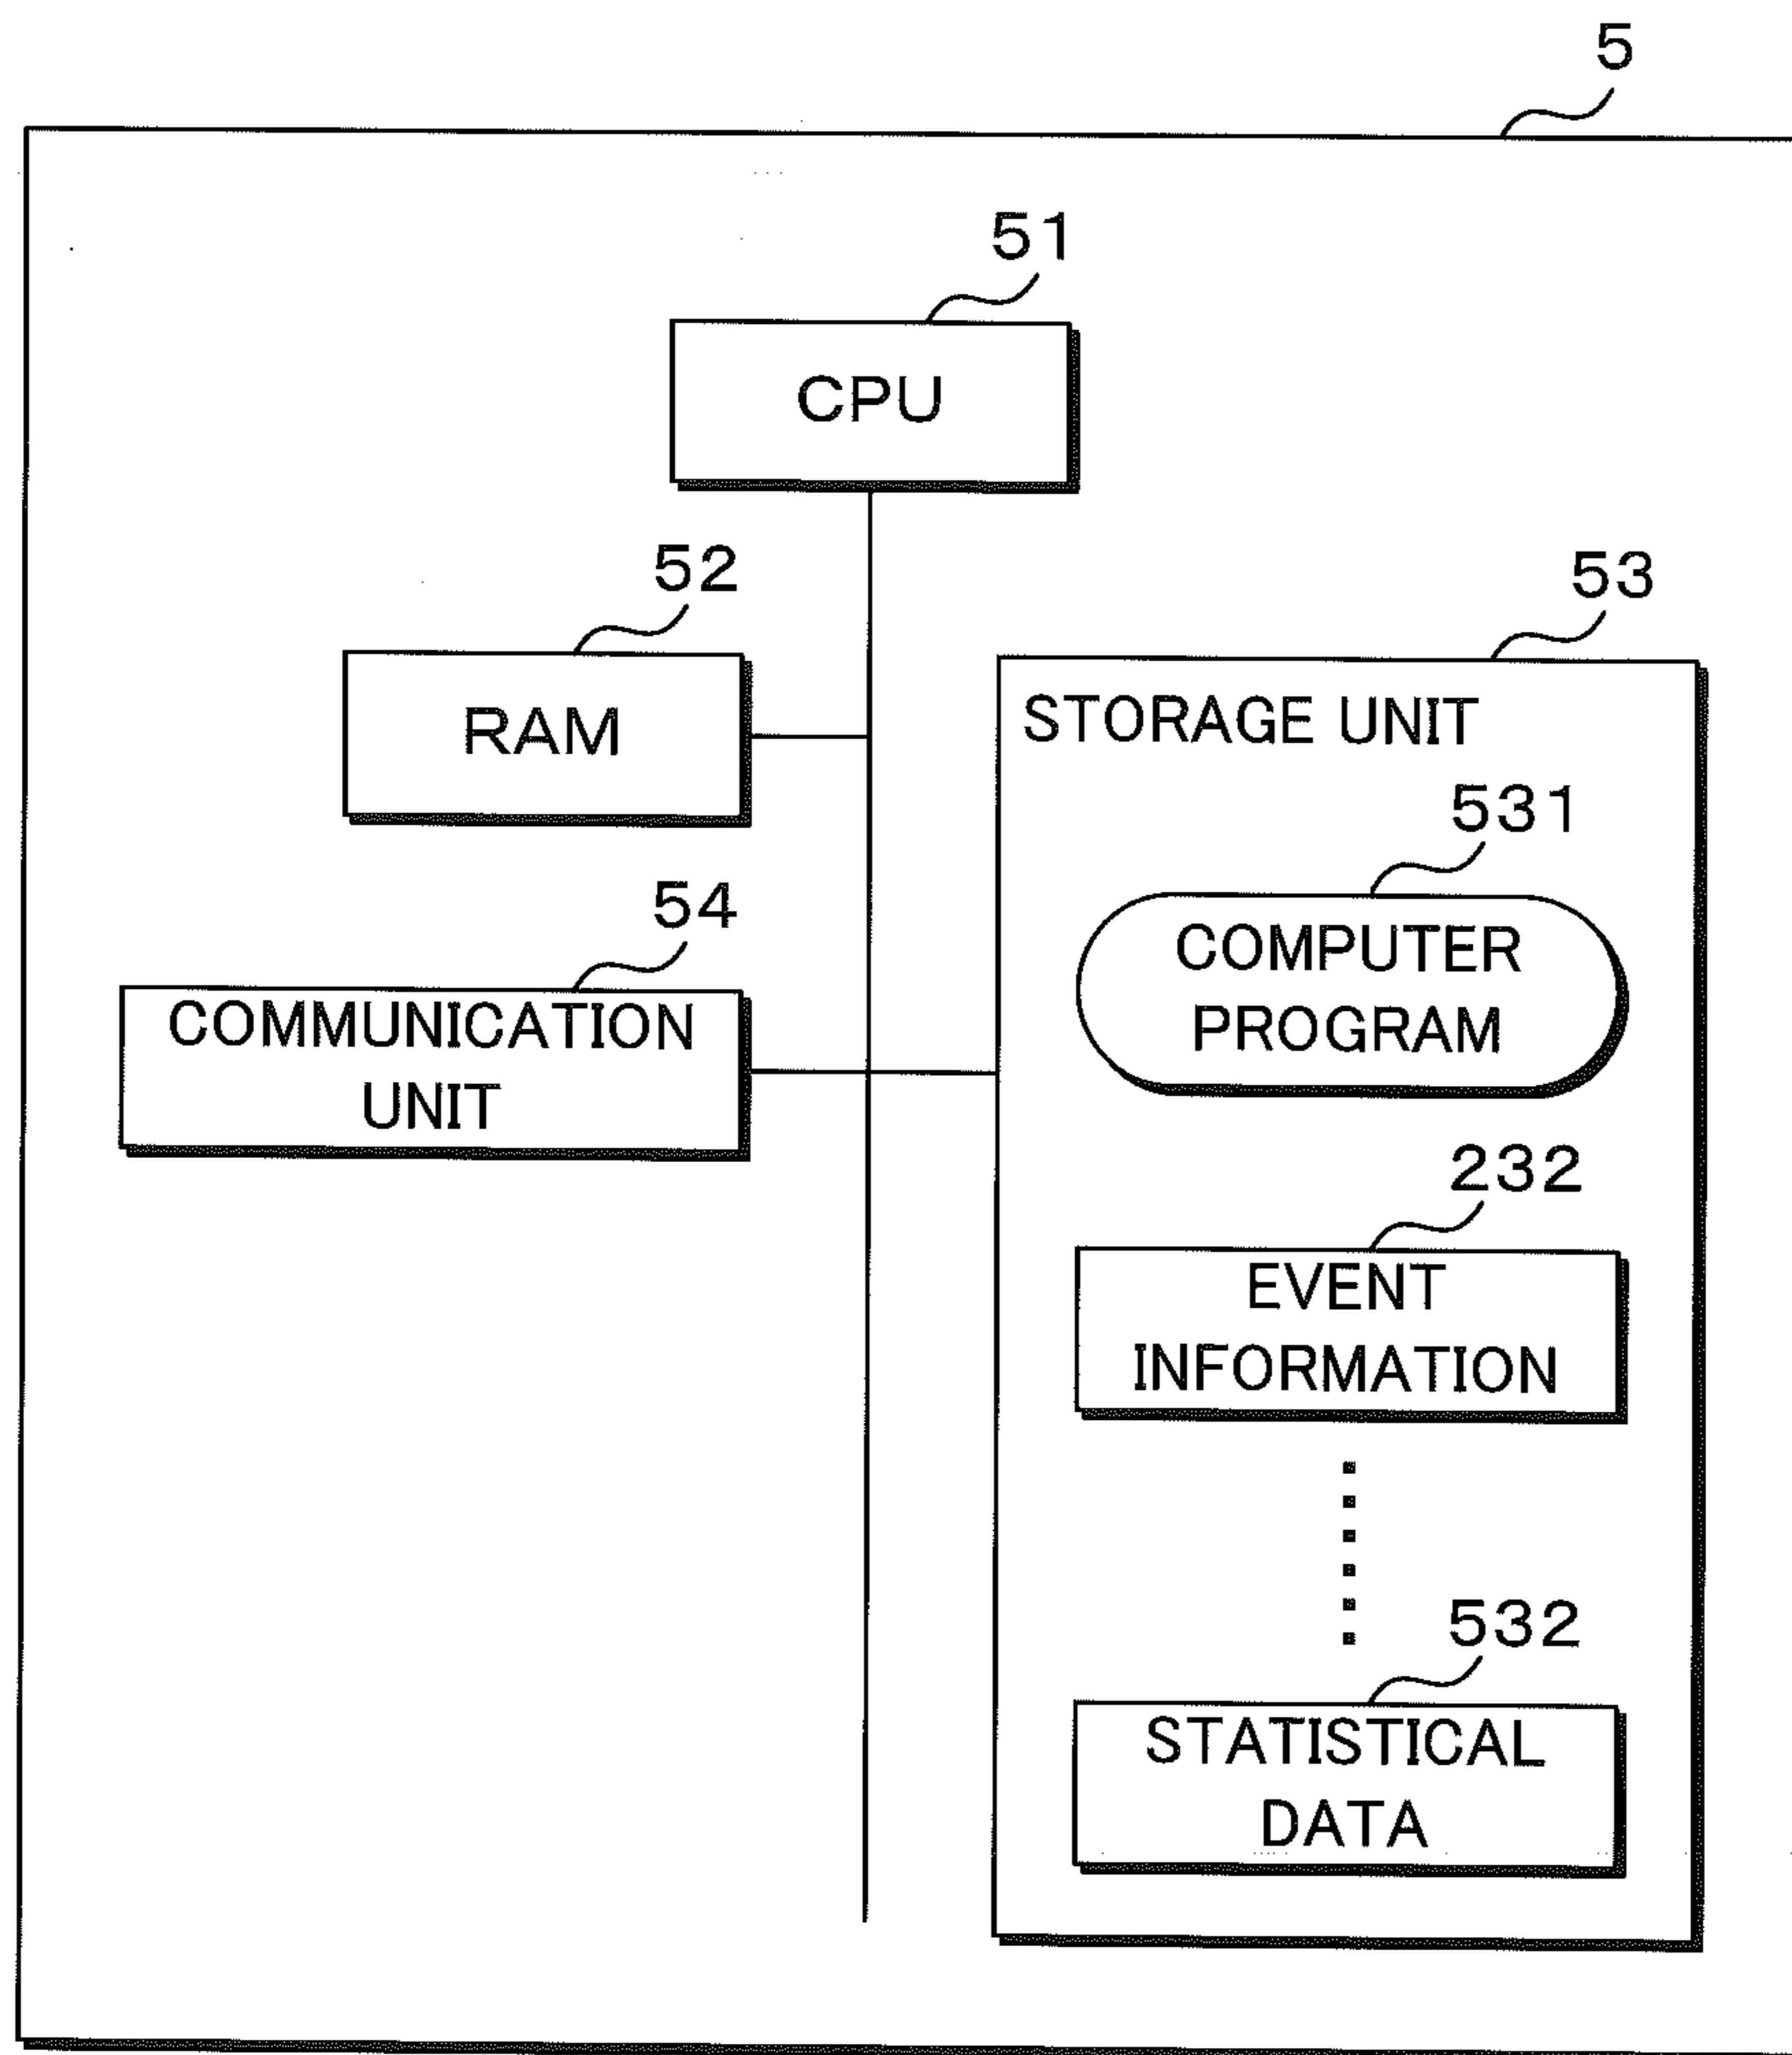 5
51
CPU
52
RAM
53
STORAGE UNIT
531
COMPUTER
PROGRAM
54
COMMUNICATION
UNIT
232
EVENT
INFORMATION
532
STATISTICAL
DATA